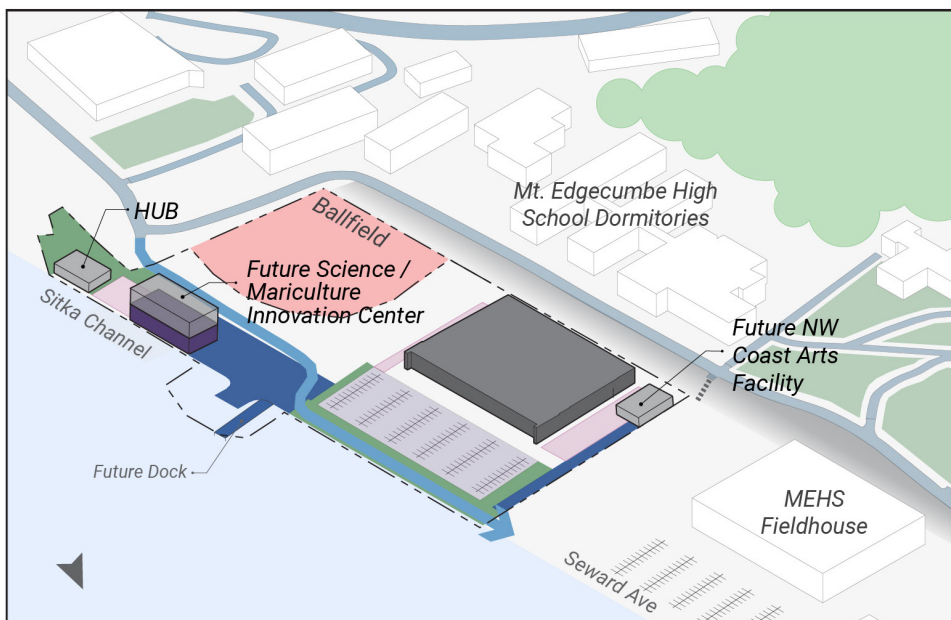 Mt. Edgecumbe High
School Dormitories
HUB
Ballfield
Future Science /
Mariculture
Innovation Center
Sitka Channel
Future NW
Coast Arts
Facility
Future Dock
MEHS
Fieldhouse
Seward Ave